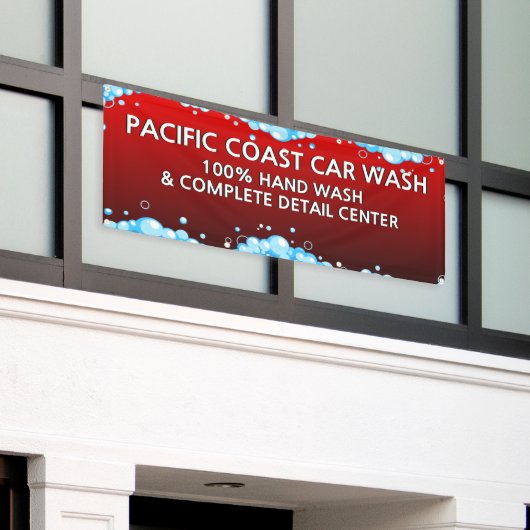 PACIFIC COAST CAR WASH
100% HAND WASH
& COMPLETE DETAIL CENTER